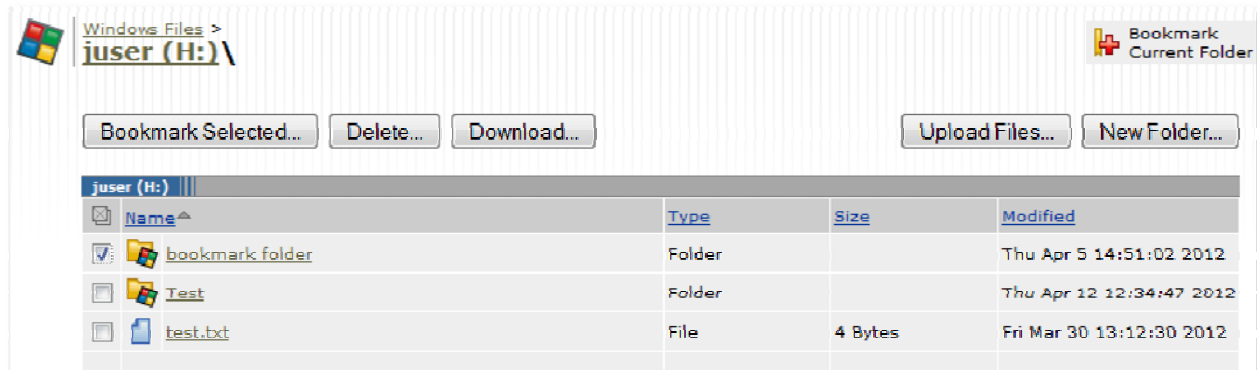 Windows Files >
juser (H:)\
Bookmark
Current Folder
Bookmark Selected... Delete... Download... Upload Files... New Folder...
juser (H:)
Name Type Size Modified
bookmark folder Folder Thu Apr 5 14:51:02 2012
Test Folder Thu Apr 12 12:34:47 2012
test.txt File 4 Bytes Fri Mar 30 13:12:30 2012